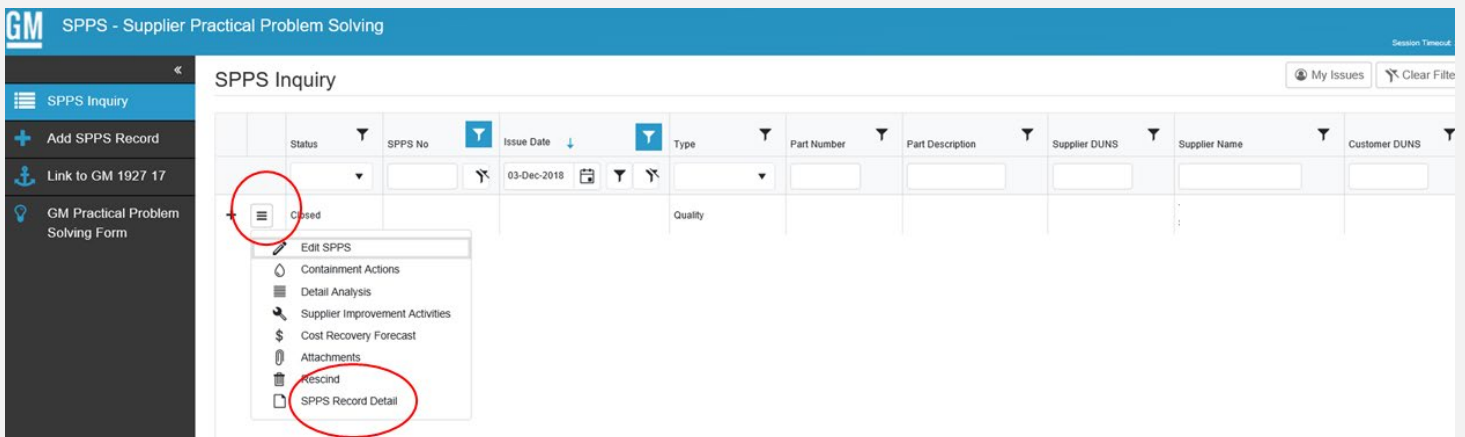 GM SPPS - Supplier Practical Problem Solving
Session Timeout:
SPPS Inquiry
My Issues
Clear Filte
SPPS Inquiry
Add SPPS Record
Link to GM 1927 17
GM Practical Problem
Solving Form
Status SPPS No Issue Date Type Part Number Part Description Supplier DUNS Supplier Name Customer DUNS
03-Dec-2018
Closed Quality
Edit SPPS
Containment Actions
Detail Analysis
Supplier Improvement Activities
$ Cost Recovery Forecast
Attachments
Rescind
SPPS Record Detail